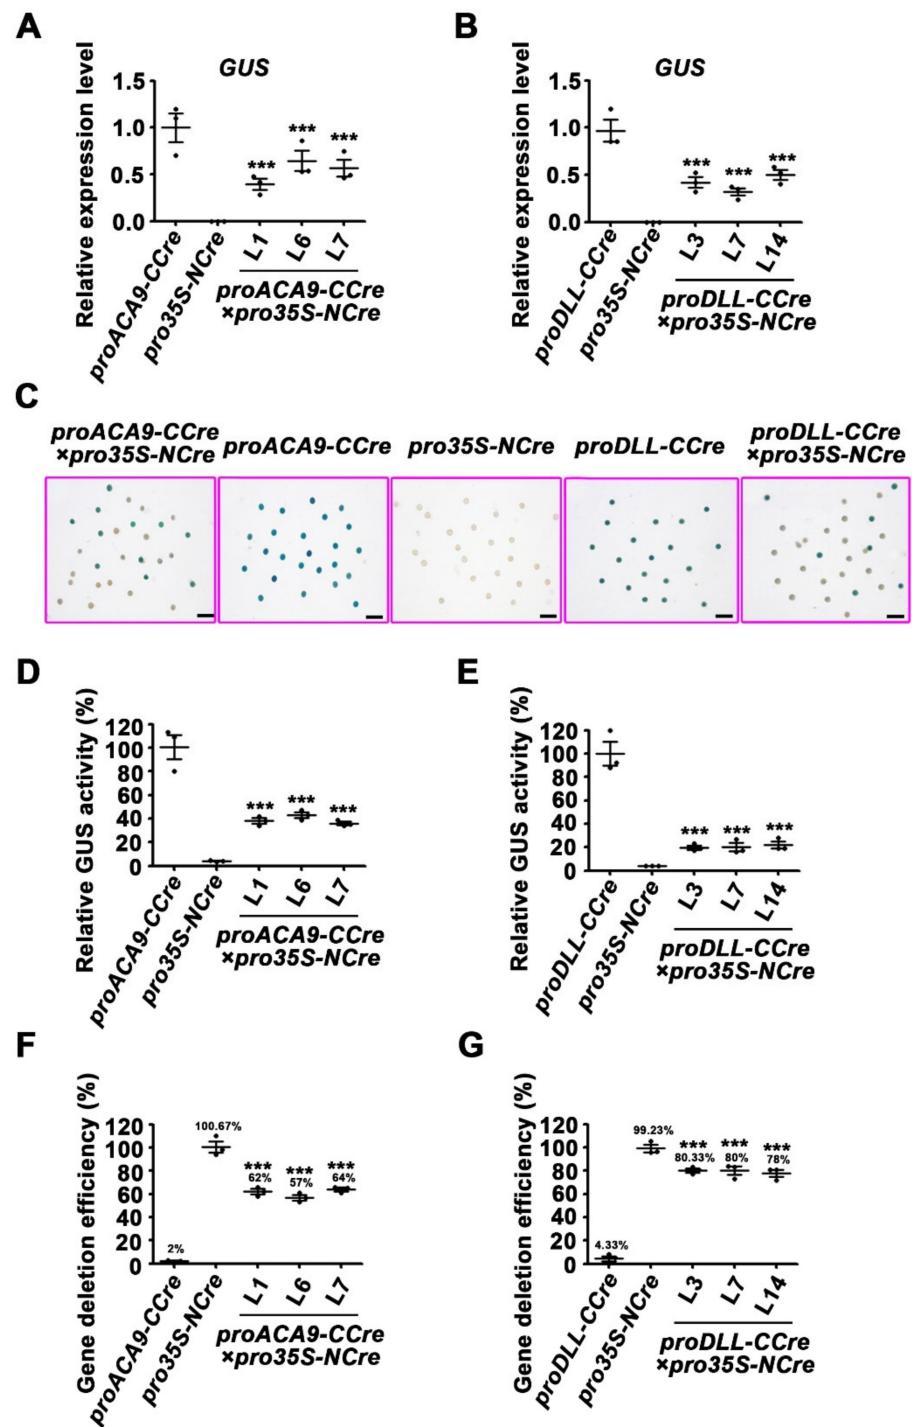 A
GUS
Relative expression level
1.5
1.0
0.5
0.0
***
***
***
proACA9-CCre
pro35S-NCre
L1
L6
L7
proACA9-CCre
×pro35S-NCre
B
GUS
Relative expression level
1.5
1.0
0.5
0.0
***
***
***
proDLL-CCre
pro35S-NCre
L3
L7
L14
proDLL-CCre
×pro35S-NCre
C
proACA9-CCre
×pro35S-NCre
proACA9-CCre
pro35S-NCre
proDLL-CCre
proDLL-CCre
×pro35S-NCre
D
Relative GUS activity (%)
120
100
80
60
40
20
0
***
***
***
proACA9-CCre
pro35S-NCre
L1
L6
L7
proACA9-CCre
×pro35S-NCre
E
Relative GUS activity (%)
120
100
80
60
40
20
0
***
***
***
proDLL-CCre
pro35S-NCre
L3
L7
L14
proDLL-CCre
×pro35S-NCre
F
Gene deletion efficiency (%)
120
100
80
60
40
20
0
2%
100.67%
***
62%
***
57%
***
64%
proACA9-CCre
pro35S-NCre
L1
L6
L7
proACA9-CCre
×pro35S-NCre
G
Gene deletion efficiency (%)
120
100
80
60
40
20
0
4.33%
99.23%
***
80.33%
***
80%
***
78%
proDLL-CCre
pro35S-NCre
L3
L7
L14
proDLL-CCre
×pro35S-NCre